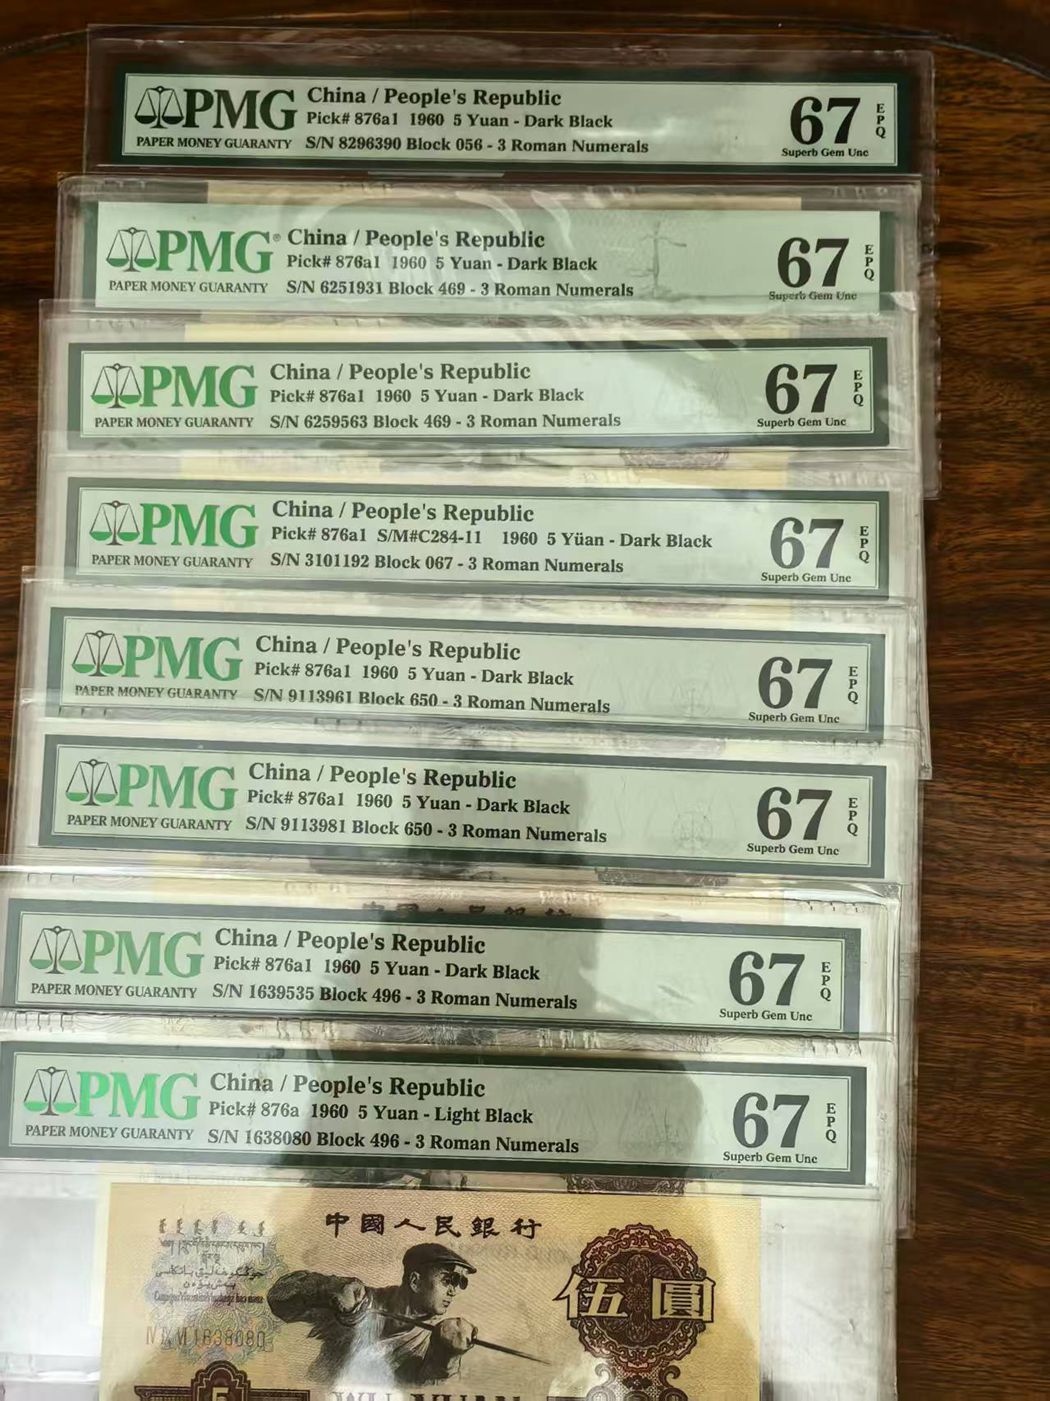 PMG China / People's Republic
Pick# 876a1 1960 5 Yuan - Dark Black
PAPER MONEY GUARANTY S/N 8296390 Block 056 - 3 Roman Numerals
67 EPQ
Superb Gem Unc
PMG® China / People's Republic
Pick# 876a1 1960 5 Yuan - Dark Black
PAPER MONEY GUARANTY S/N 6251931 Block 469 - 3 Roman Numerals
67 EPQ
Superb Gem Unc
PMG China / People's Republic
Pick# 876a1 1960 5 Yuan - Dark Black
PAPER MONEY GUARANTY S/N 6259563 Block 469 - 3 Roman Numerals
67 EPQ
Superb Gem Unc
PMG China / People's Republic
Pick# 876a1 S/M#C284-11 1960 5 Yüan - Dark Black
PAPER MONEY GUARANTY S/N 3101192 Block 067 - 3 Roman Numerals
67 EPQ
Superb Gem Unc
PMG China / People's Republic
Pick# 876a1 1960 5 Yuan - Dark Black
PAPER MONEY GUARANTY S/N 9113961 Block 650 - 3 Roman Numerals
67 EPQ
Superb Gem Unc
PMG China / People's Republic
Pick# 876a1 1960 5 Yuan - Dark Black
PAPER MONEY GUARANTY S/N 9113981 Block 650 - 3 Roman Numerals
67 EPQ
Superb Gem Unc
PMG China / People's Republic
Pick# 876a1 1960 5 Yuan - Dark Black
PAPER MONEY GUARANTY S/N 1639535 Block 496 - 3 Roman Numerals
67 EPQ
Superb Gem Unc
PMG China / People's Republic
Pick# 876a 1960 5 Yuan - Light Black
PAPER MONEY GUARANTY S/N 1638080 Block 496 - 3 Roman Numerals
67 EPQ
Superb Gem Unc
中國人民銀行
伍圓
1638080
5
WU YUAN